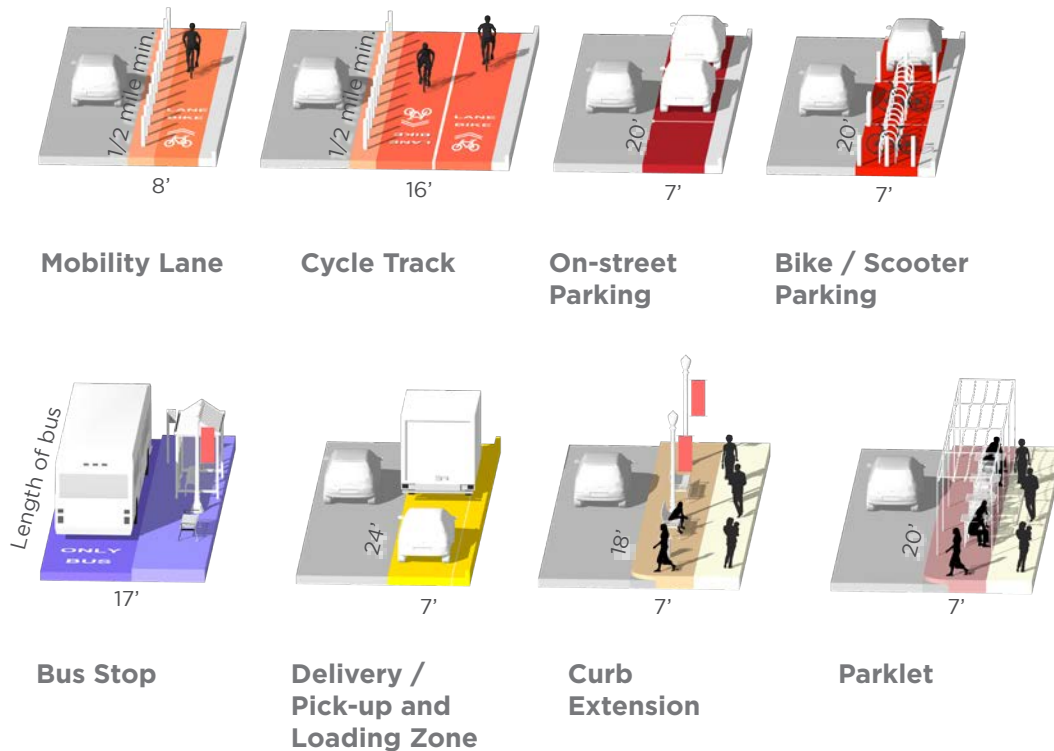 1/2 mile min.
LANE
BIKE
8’
Mobility Lane
1/2 mile min.
LANE
BIKE
LANE
BIKE
16’
Cycle Track
20’
7’
On-street
Parking
20’
7’
Bike / Scooter
Parking
Length of bus
ONLY
BUS
17’
Bus Stop
24’
7’
Delivery /
Pick-up and
Loading Zone
18’
7’
Curb
Extension
20’
7’
Parklet